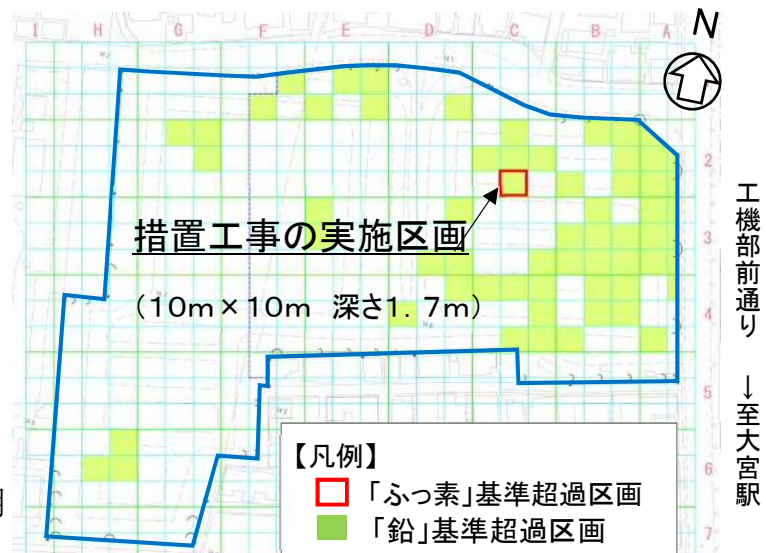 I H G F E D C B A
N
2
3
4
5
6
7
措置工事の実施区画
(10m×10m 深さ1.7m)
工機部前通り ↓至大宮駅
【凡例】
「ふっ素」基準超過区画
「鉛」基準超過区画